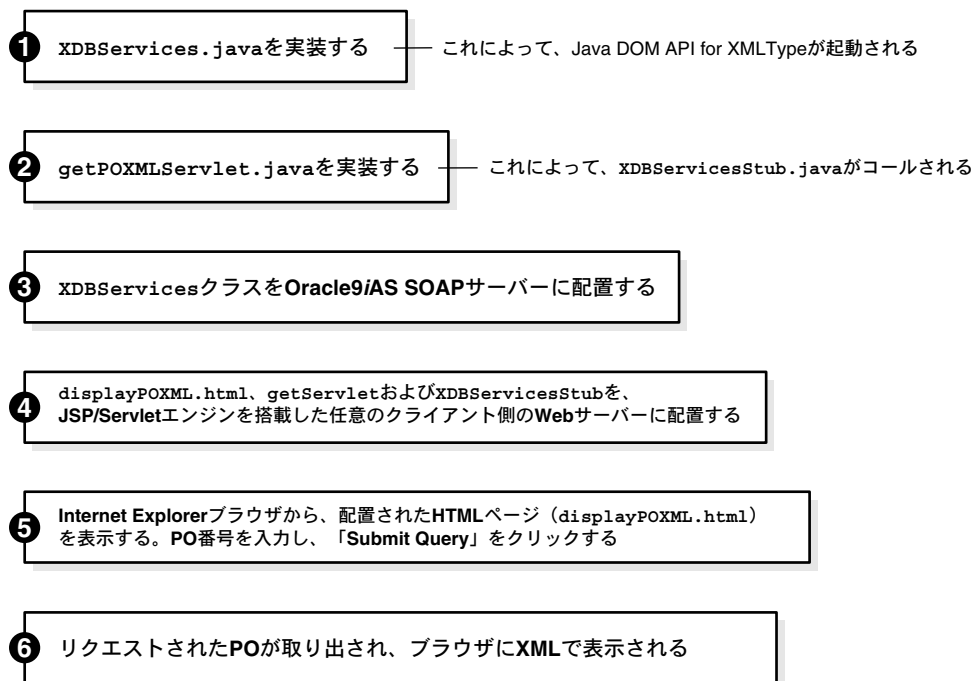 1 XDBServices.javaを実装する これによって、Java DOM API for XMLTypeが起動される
2 getPOXMLServlet.javaを実装する これによって、XDBServicesStub.javaがコールされる
3 XDBServicesクラスをOracle9iAS SOAPサーバーに配置する
4 displayPOXML.html、getServletおよびXDBServicesStubを、
JSP/Servletエンジンを搭載した任意のクライアント側のWebサーバーに配置する
5 Internet Explorerブラウザから、配置されたHTMLページ（displayPOXML.html）
を表示する。PO番号を入力し、「Submit Query」をクリックする
6 リクエストされたPOが取り出され、ブラウザにXMLで表示される